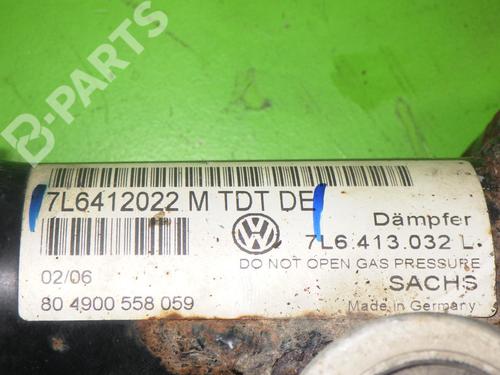 B-PARTS
7L6412022 M TDT DE
Dämpfer
7L6.413.032 L.
DO NOT OPEN GAS PRESSURE
02/06
SACHS
80 4900 558 059
Made in Germany